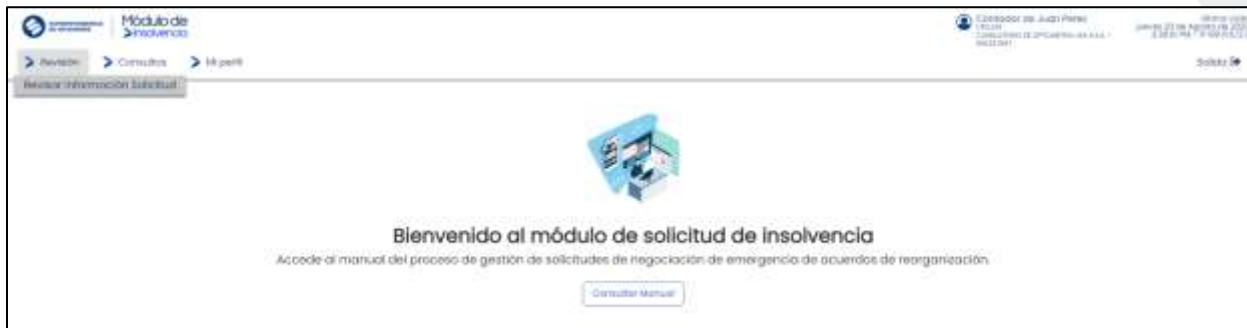 Módulo de
Insolvencia
Contador de Juan Perez
Revisión
Consultas
Mi perfil
Salida
Revisar Información Solicitud
Bienvenido al módulo de solicitud de insolvencia
Accede al manual del proceso de gestión de solicitudes de negociación de emergencia de acuerdos de reorganización.
Consultar Manual